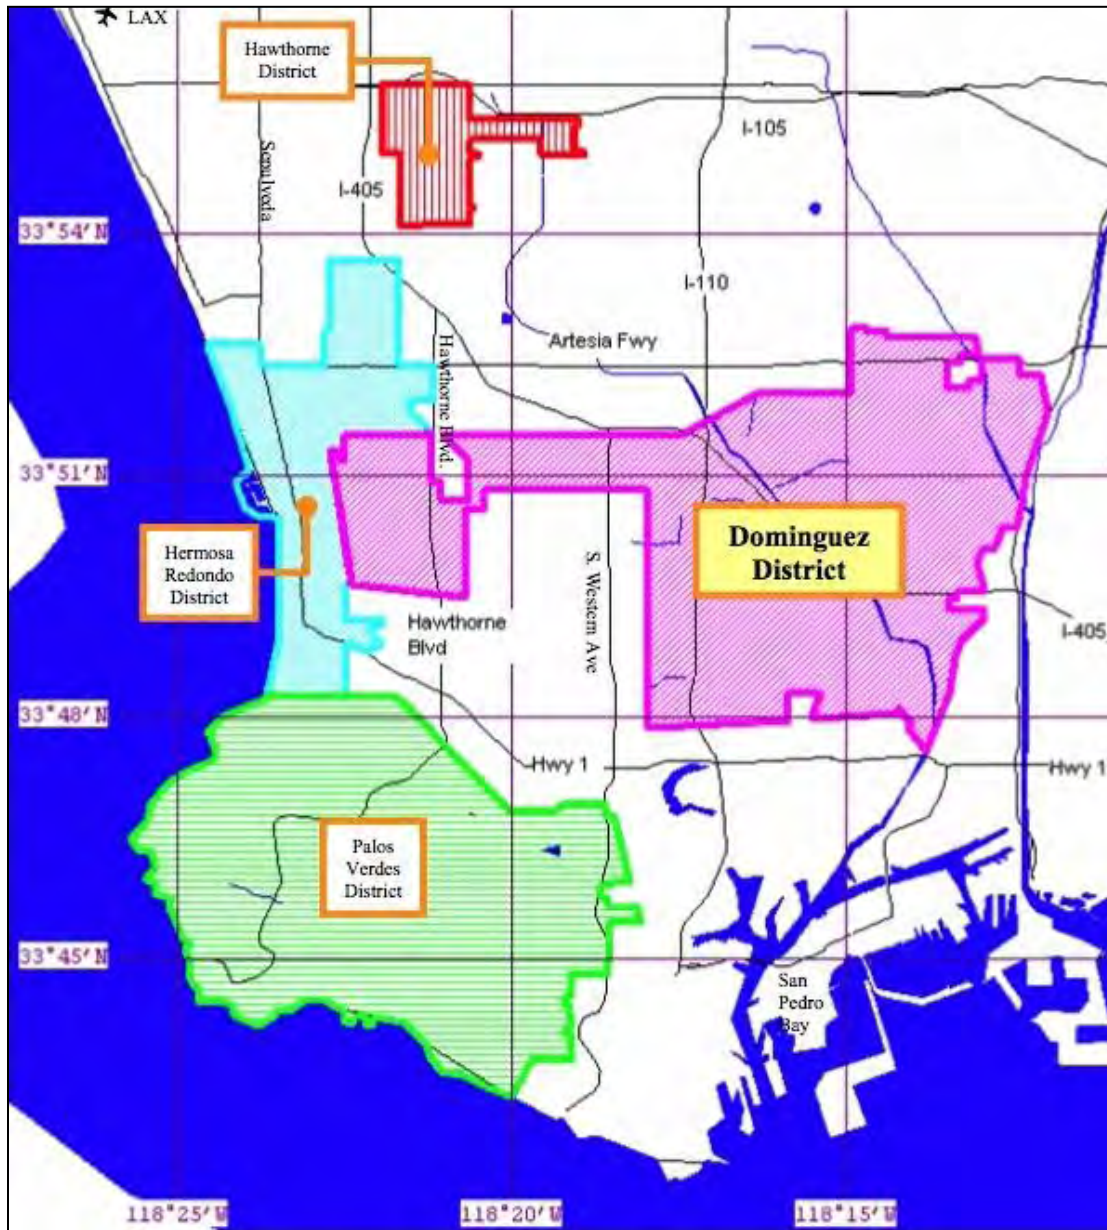 LAX
Hawthorne
District
I-105
Sepulveda
I-405
33°54'N
I-110
Artesia Fwy
Hawthorne Blvd.
33°51'N
Dominguez
District
Hermosa
Redondo
District
S. Western Ave
Hawthorne
Blvd
I-405
33°48'N
Hwy 1
Hwy 1
Palos
Verdes
District
33°45'N
San
Pedro
Bay
118°25'W
118°20'W
118°15'W